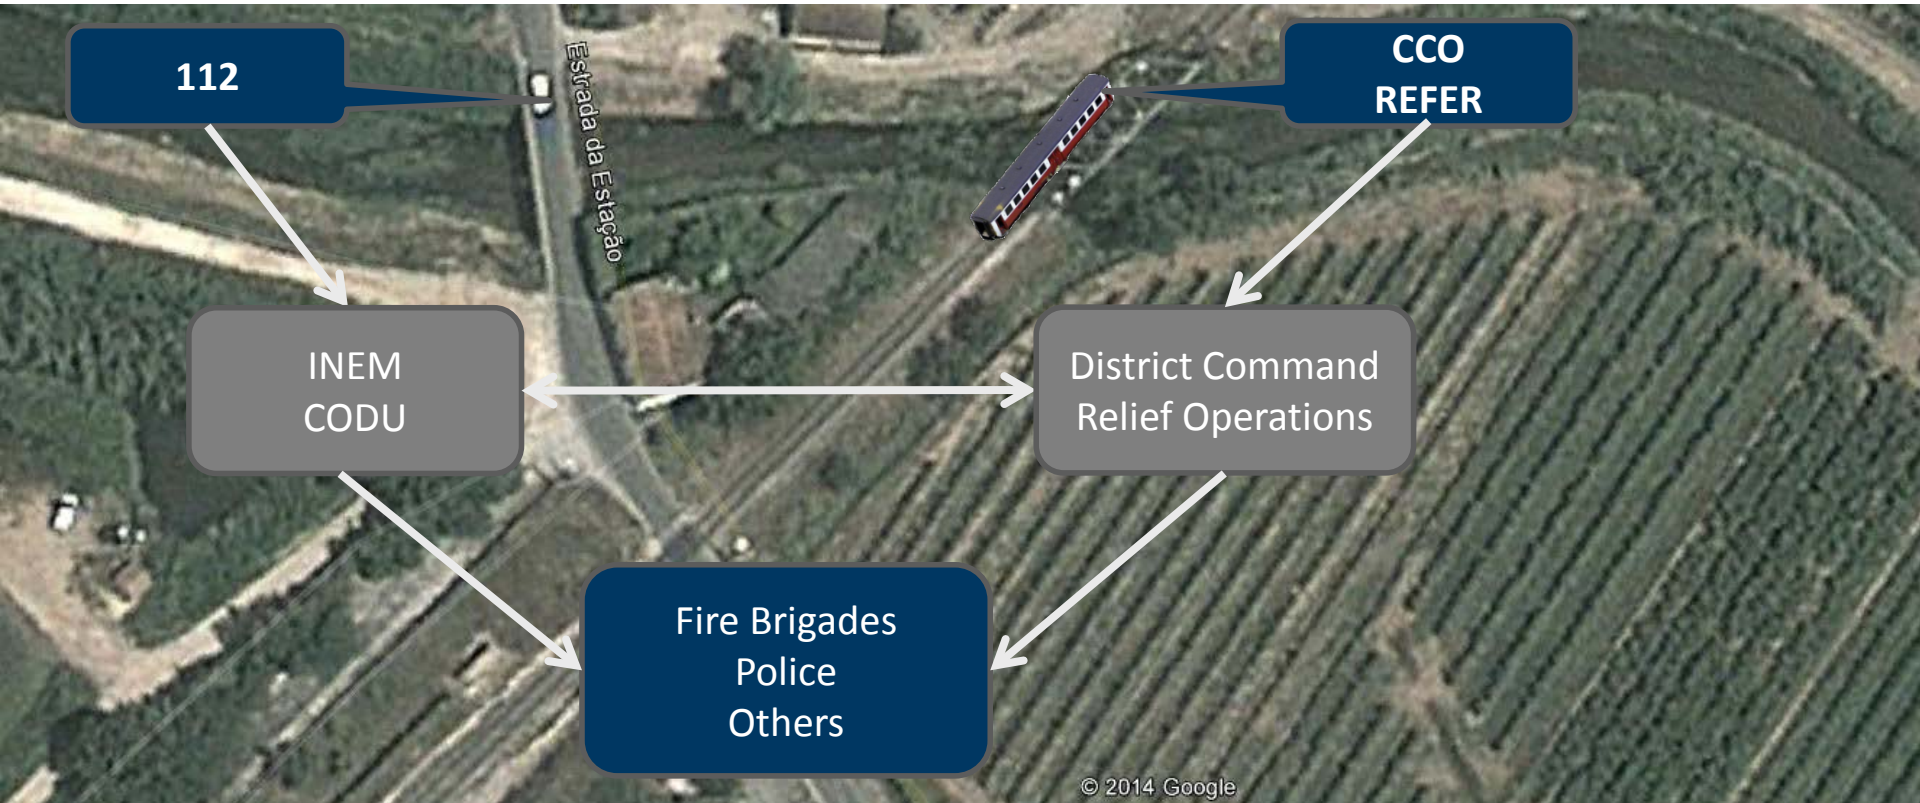 112
CCO
REFER
Estrada da Estação
INEM
CODU
District Command
Relief Operations
Fire Brigades
Police
Others
© 2014 Google